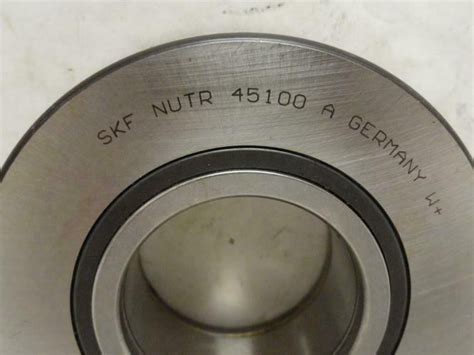 SKF NUTR 45100 A GERMANY W+